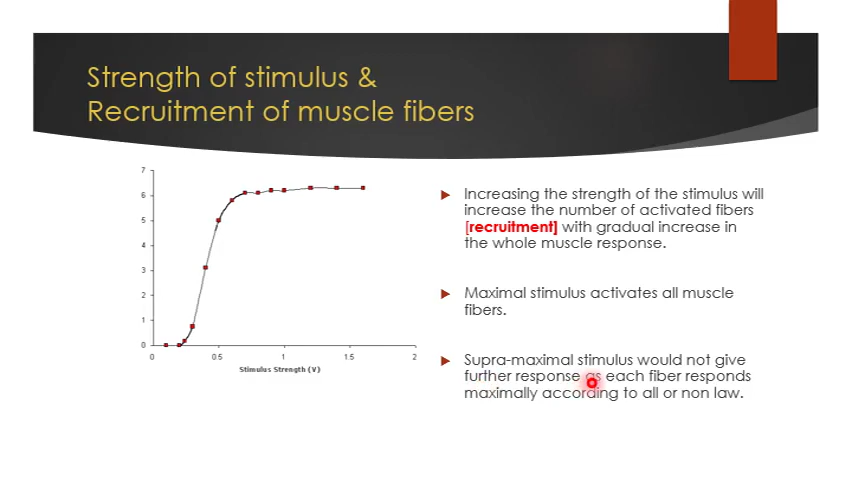 Strength of stimulus &
Recruitment of muscle fibers
7
6
5
4
3
2
1
0
0
0.5
1
1.5
2
Stimulus Strength (V)
Increasing the strength of the stimulus will
increase the number of activated fibers
[recruitment] with gradual increase in
the whole muscle response.
Maximal stimulus activates all muscle
fibers.
Supra-maximal stimulus would not give
further response as each fiber responds
maximally according to all or non law.